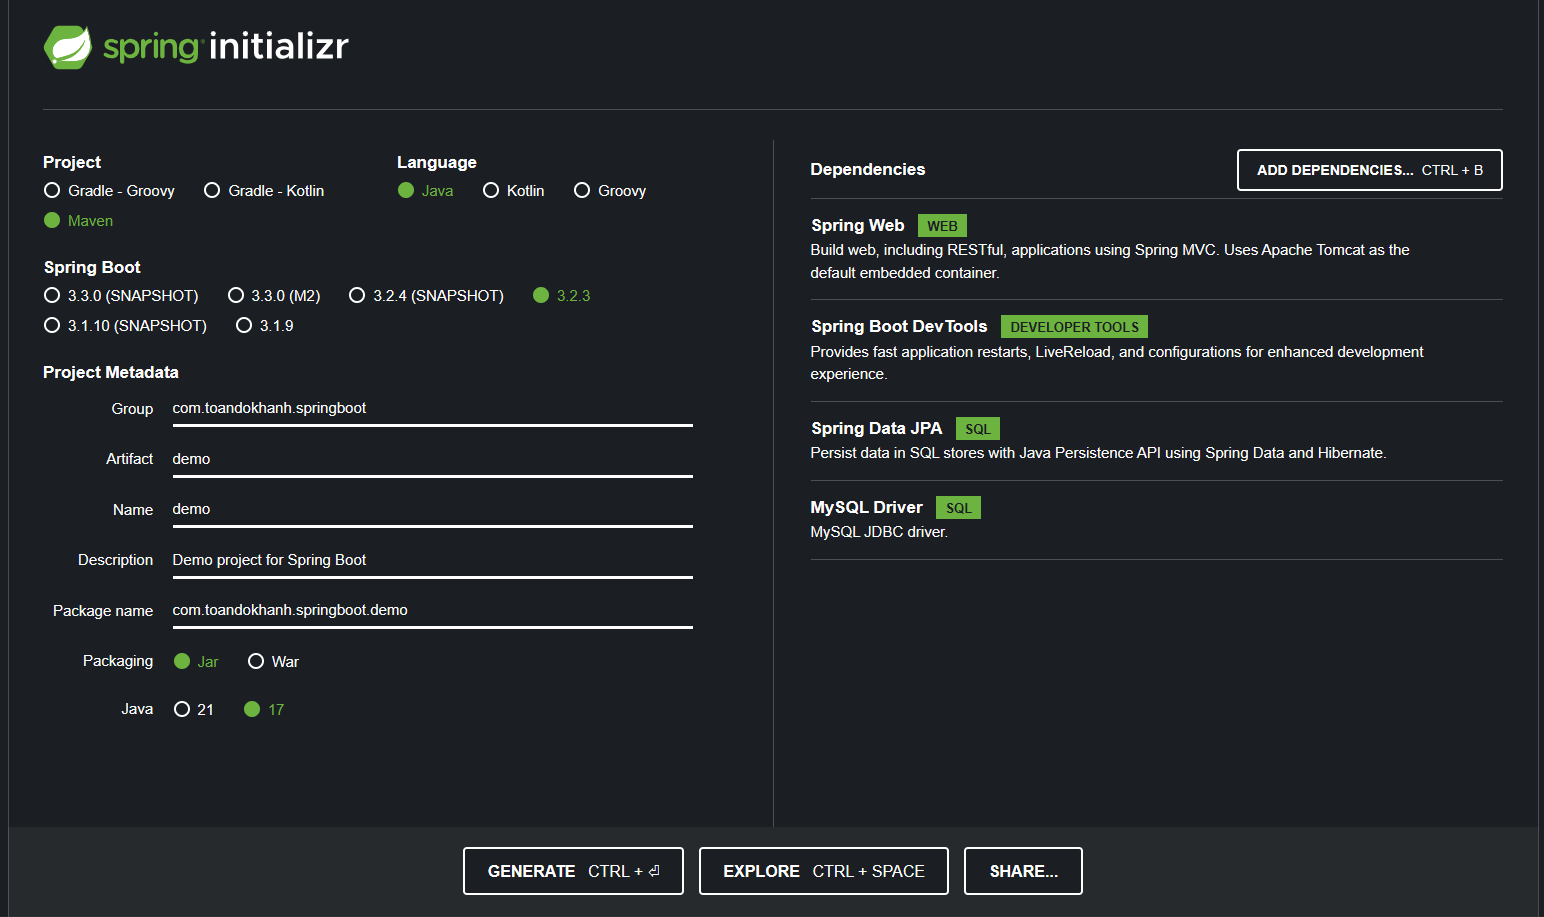 spring initializr
Project
Gradle - Groovy Gradle - Kotlin
Maven
Language
Java Kotlin Groovy
Spring Boot
3.3.0 (SNAPSHOT) 3.3.0 (M2) 3.2.4 (SNAPSHOT) 3.2.3
3.1.10 (SNAPSHOT) 3.1.9
Project Metadata
Group com.toandokhanh.springboot
Artifact demo
Name demo
Description Demo project for Spring Boot
Package name com.toandokhanh.springboot.demo
Packaging Jar War
Java 21 17
Dependencies ADD DEPENDENCIES... CTRL + B
Spring Web WEB
Build web, including RESTful, applications using Spring MVC. Uses Apache Tomcat as the
default embedded container.
Spring Boot DevTools DEVELOPER TOOLS
Provides fast application restarts, LiveReload, and configurations for enhanced development
experience.
Spring Data JPA SQL
Persist data in SQL stores with Java Persistence API using Spring Data and Hibernate.
MySQL Driver SQL
MySQL JDBC driver.
GENERATE CTRL + ⏎ EXPLORE CTRL + SPACE SHARE...